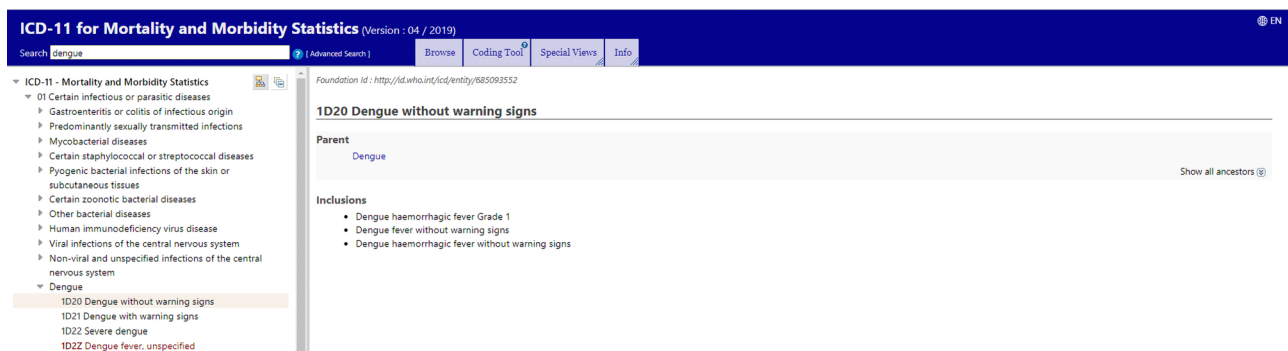 ICD-11 for Mortality and Morbidity Statistics (Version : 04 / 2019)
EN
Search dengue
? [ Advanced Search ]
Browse
Coding Tool ?
Special Views
Info
ICD-11 - Mortality and Morbidity Statistics
01 Certain infectious or parasitic diseases
Gastroenteritis or colitis of infectious origin
Predominantly sexually transmitted infections
Mycobacterial diseases
Certain staphylococcal or streptococcal diseases
Pyogenic bacterial infections of the skin or
subcutaneous tissues
Certain zoonotic bacterial diseases
Other bacterial diseases
Human immunodeficiency virus disease
Viral infections of the central nervous system
Non-viral and unspecified infections of the central
nervous system
Dengue
1D20 Dengue without warning signs
1D21 Dengue with warning signs
1D22 Severe dengue
1D2Z Dengue fever, unspecified
Foundation Id : http://id.who.int/icd/entity/685093552
1D20 Dengue without warning signs
Parent
Dengue
Show all ancestors
Inclusions
Dengue haemorrhagic fever Grade 1
Dengue fever without warning signs
Dengue haemorrhagic fever without warning signs